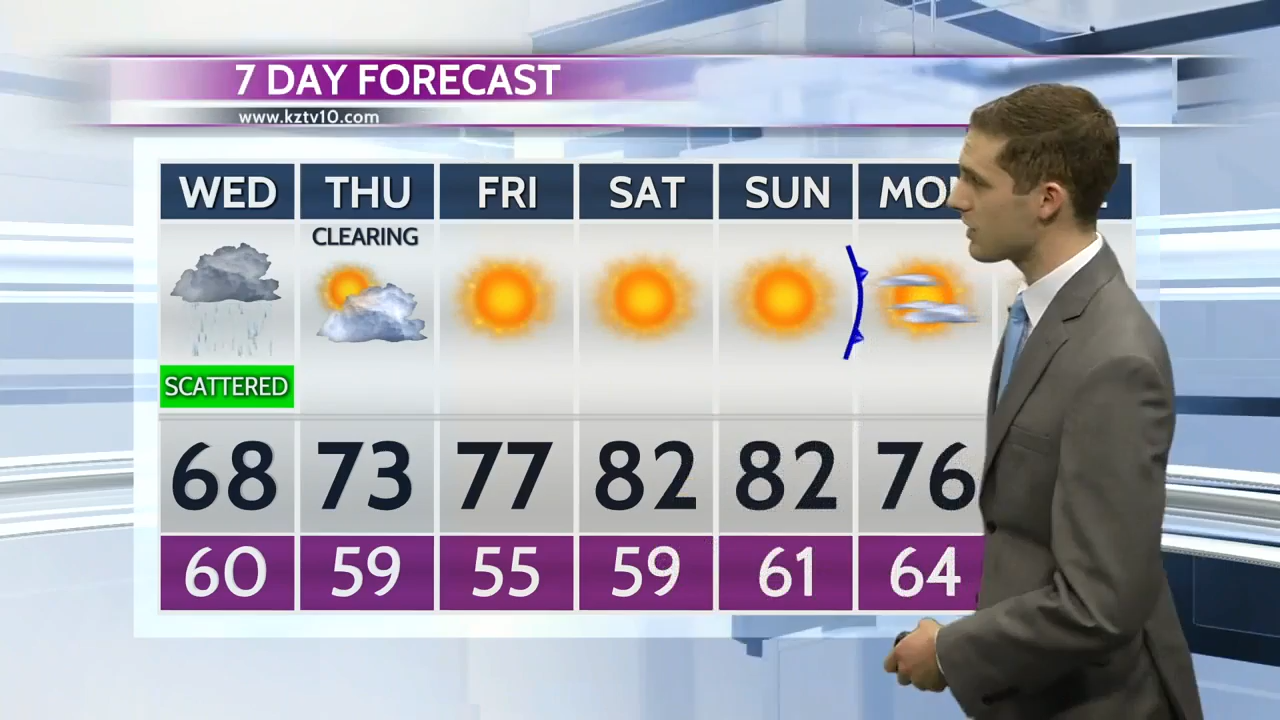 7 DAY FORECAST
www.kztv10.com
WED THU FRI SAT SUN
CLEARING
SCATTERED
68 73 77 82 82 76
60 59 55 59 61 64